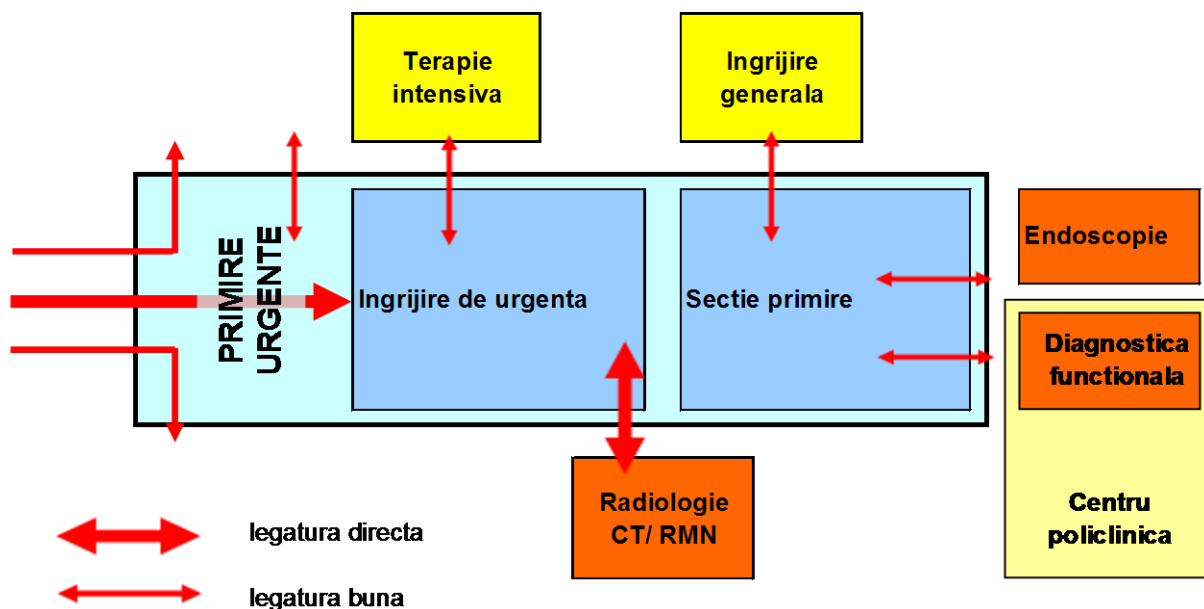 Terapie
intensiva
Ingrijire
generala
PRIMIRE
URGENTE
Ingrijire de urgenta
Sectie primire
Endoscopie
Diagnostica
functionala
Radiologie
CT/ RMN
Centru
policlinica
legatura directa
legatura buna